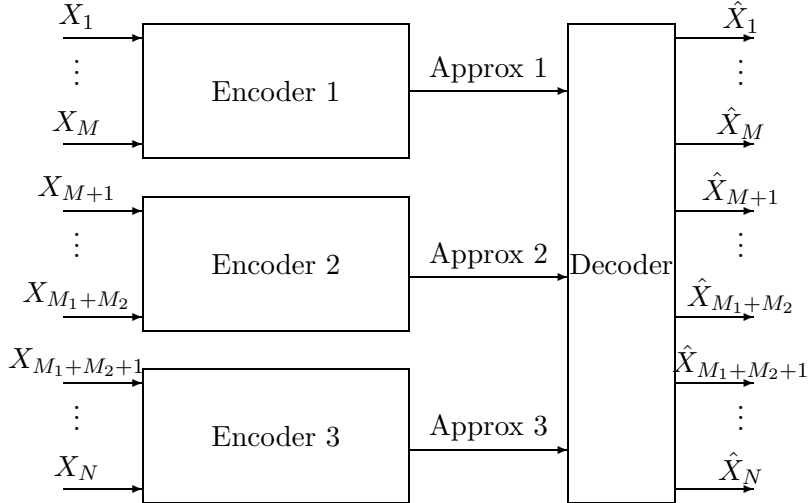 X_1
X̂_1
⋮
⋮
Encoder 1
Approx 1
X_M
X̂_M
X_{M+1}
X̂_{M+1}
⋮
⋮
Encoder 2
Approx 2
Decoder
X_{M_1+M_2}
X̂_{M_1+M_2}
X_{M_1+M_2+1}
X̂_{M_1+M_2+1}
⋮
⋮
Encoder 3
Approx 3
X_N
X̂_N